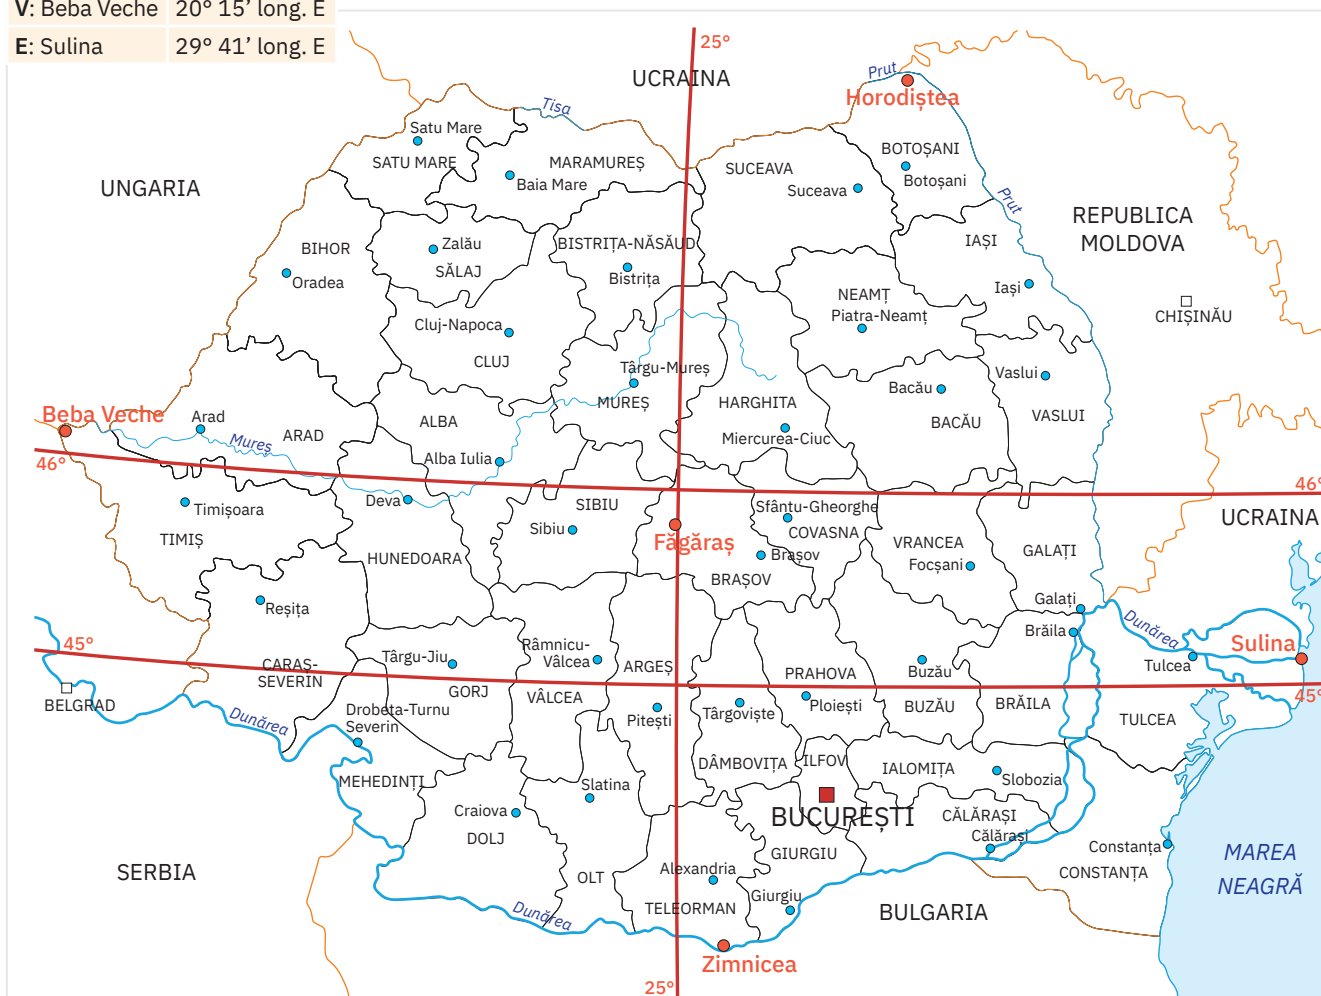 V: Beba Veche 20° 15’ long. E
E: Sulina 29° 41’ long. E
25°
UCRAINA
Prut
Horodiștea
Tisa
Satu Mare
SATU MARE
MARAMUREȘ
Baia Mare
SUCEAVA
Suceava
BOTOȘANI
Botoșani
UNGARIA
Prut
REPUBLICA
MOLDOVA
BIHOR
Oradea
Zalău
SĂLAJ
BISTRIȚA-NĂSĂUD
Bistrița
IAȘI
Iași
NEAMȚ
Piatra-Neamț
CHIȘINĂU
Cluj-Napoca
CLUJ
Târgu-Mureș
MUREȘ
HARGHITA
Miercurea-Ciuc
Bacău
BACĂU
Vaslui
VASLUI
Beba Veche
Arad
ARAD
Mureș
ALBA
Alba Iulia
46°
46°
Deva
Timișoara
TIMIȘ
SIBIU
Sibiu
Făgăraș
Sfântu-Gheorghe
COVASNA
Brașov
BRAȘOV
VRANCEA
Focșani
GALAȚI
UCRAINA
HUNEDOARA
Reșița
Galați
Brăila
Dunărea
Sulina
Tulcea
45°
45°
CARAȘ-
SEVERIN
Târgu-Jiu
GORJ
Râmnicu-
Vâlcea
VÂLCEA
ARGEȘ
Pitești
Târgoviște
PRAHOVA
Ploiești
Buzău
BUZĂU
BRĂILA
TULCEA
BELGRAD
Dunărea
Drobeta-Turnu
Severin
MEHEDINȚI
DÂMBOVIȚA
ILFOV
IALOMIȚA
Slobozia
Slatina
Craiova
DOLJ
BUCUREȘTI
CĂLĂRAȘI
Călărași
GIURGIU
Constanța
CONSTANȚA
MAREA
NEAGRĂ
SERBIA
OLT
Alexandria
TELEORMAN
Giurgiu
Dunărea
BULGARIA
Zimnicea
25°